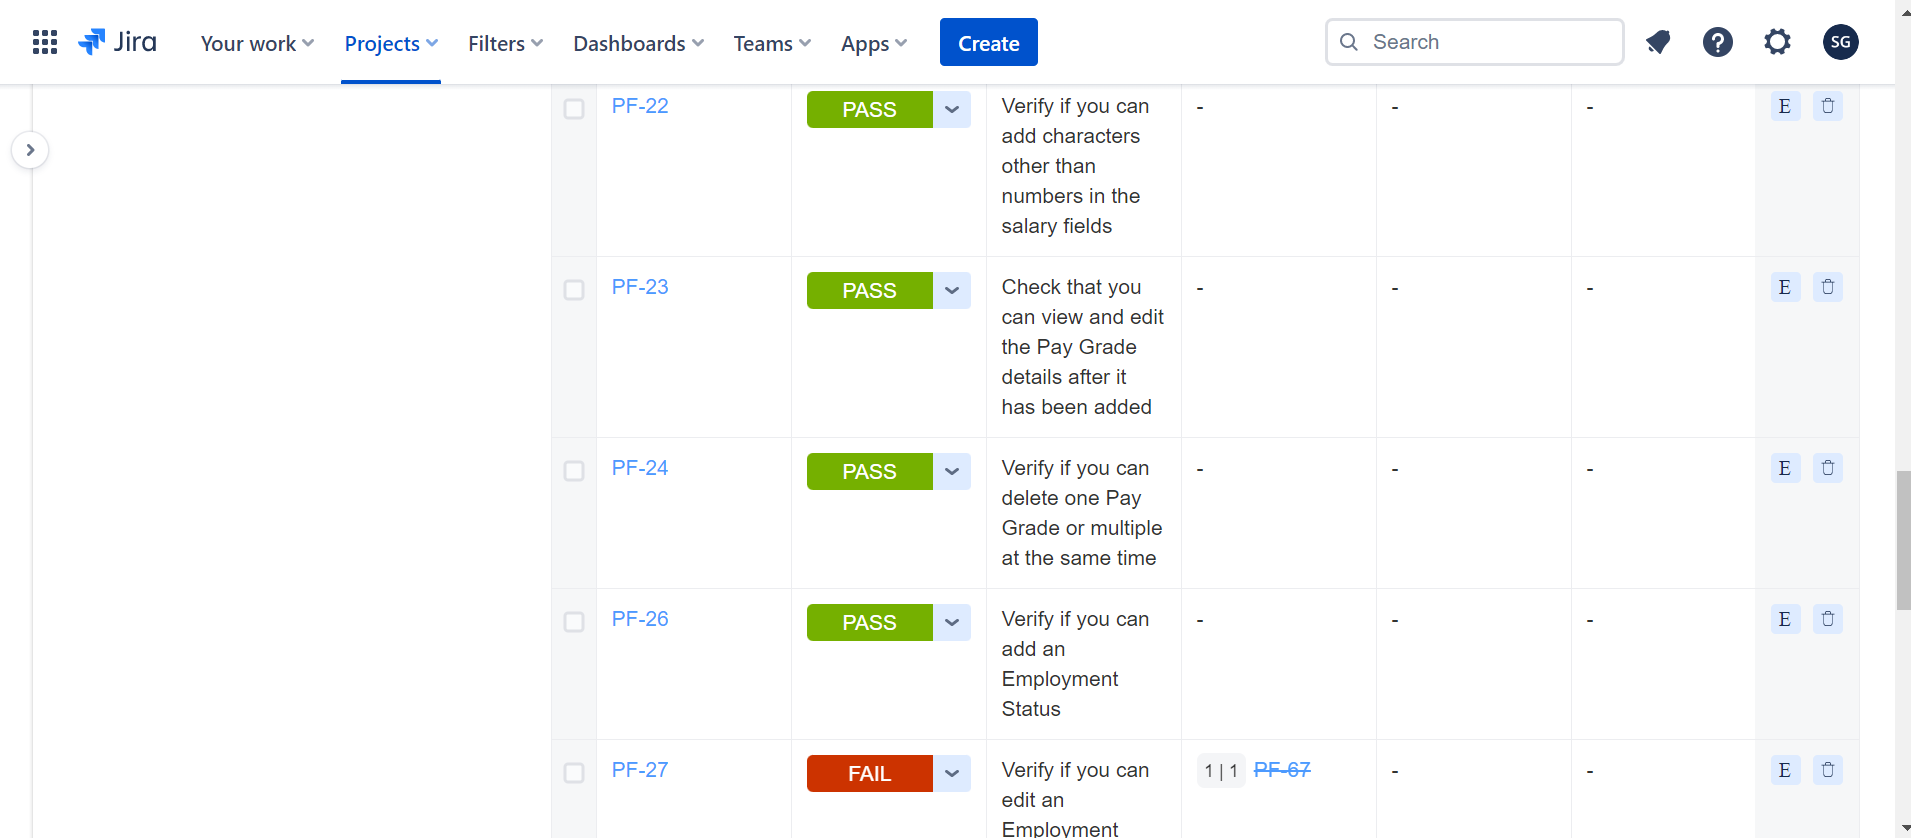 Jira Your work Projects Filters Dashboards Teams Apps Create Search SG
PF-22 PASS Verify if you can - - - E
add characters
other than
numbers in the
salary fields
PF-23 PASS Check that you - - - E
can view and edit
the Pay Grade
details after it
has been added
PF-24 PASS Verify if you can - - - E
delete one Pay
Grade or multiple
at the same time
PF-26 PASS Verify if you can - - - E
add an
Employment
Status
PF-27 FAIL Verify if you can 1 | 1 PF-67 - - E
edit an
Employment